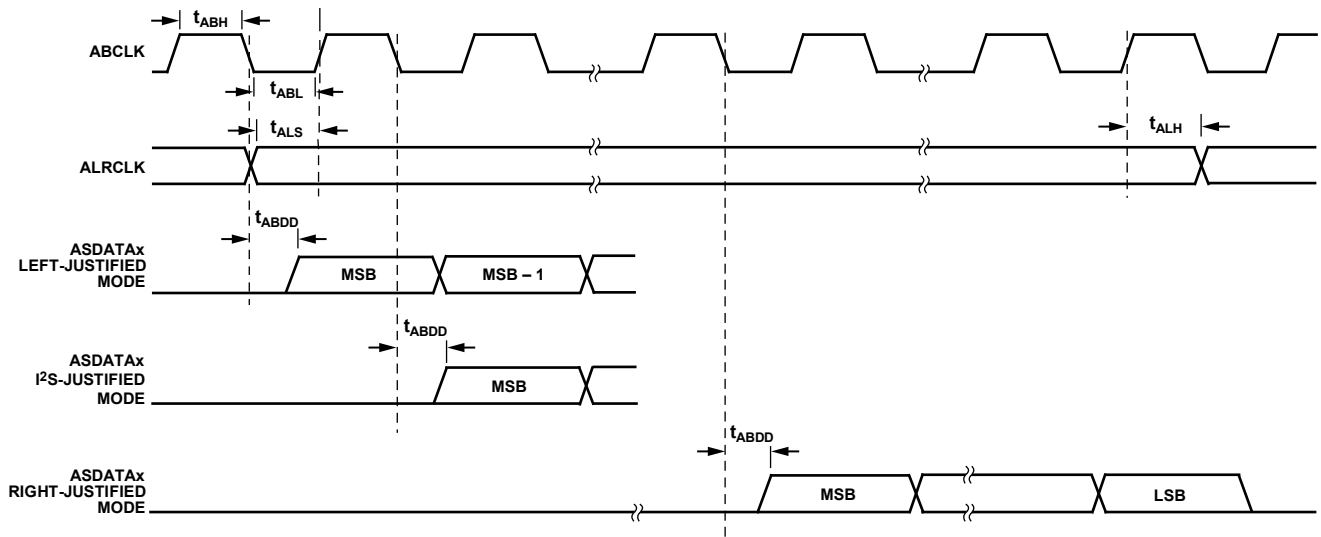 tABH
ABCLK
tABL
tALS
tALH
ALRCLK
tABDD
ASDATAx
LEFT-JUSTIFIED
MODE
MSB
MSB – 1
tABDD
ASDATAx
I²S-JUSTIFIED
MODE
MSB
tABDD
ASDATAx
RIGHT-JUSTIFIED
MODE
MSB
LSB